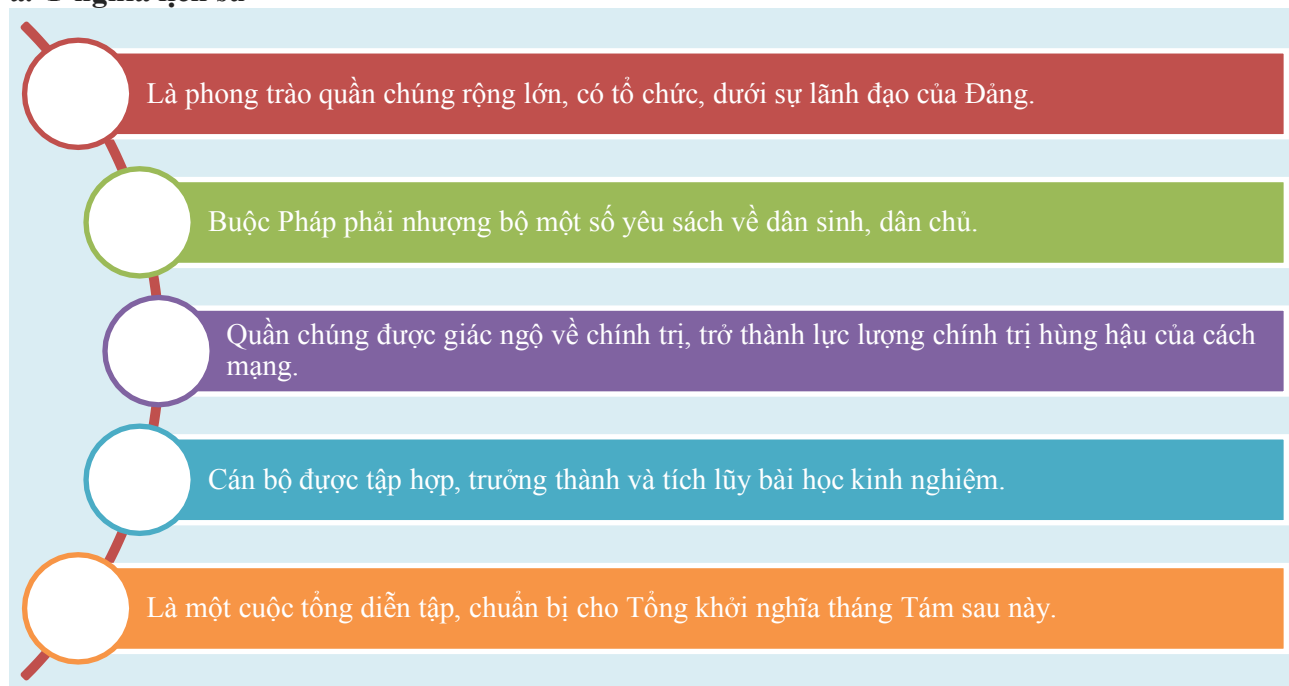 Là phong trào quần chúng rộng lớn, có tổ chức, dưới sự lãnh đạo của Đảng.
Buộc Pháp phải nhượng bộ một số yêu sách về dân sinh, dân chủ.
Quần chúng được giác ngộ về chính trị, trở thành lực lượng chính trị hùng hậu của cách
mạng.
Cán bộ đựợc tập hợp, trưởng thành và tích lũy bài học kinh nghiệm.
Là một cuộc tổng diễn tập, chuẩn bị cho Tổng khởi nghĩa tháng Tám sau này.